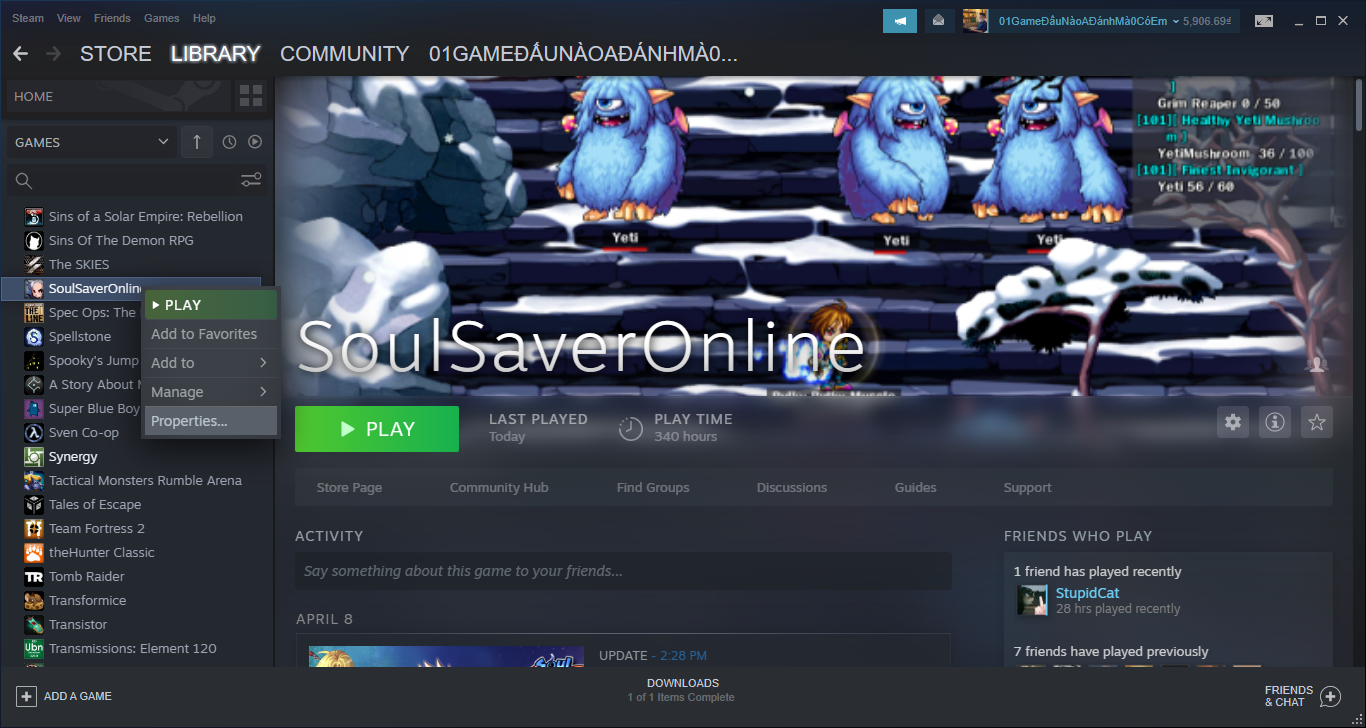 Steam View Friends Games Help
01GameĐấuNàoAĐánhMà0CóEm 5,906.69₫
STORE LIBRARY COMMUNITY 01GAMEĐẤUNÀOAĐÁNHMÀ0...
HOME
GAMES
Sins of a Solar Empire: Rebellion
Sins Of The Demon RPG
The SKIES
SoulSaverOnline
Spec Ops: The
Spellstone
Spooky's Jump
A Story About
Super Blue Boy
Sven Co-op
Synergy
Tactical Monsters Rumble Arena
Tales of Escape
Team Fortress 2
theHunter Classic
Tomb Raider
Transformice
Transistor
Transmissions: Element 120
PLAY
Add to Favorites
Add to
Manage
Properties...
Grim Reaper 0 / 50
[101][ Healthy Yeti Mushroo
m ]
YetiMushroom 36 / 100
[101][ Finest Invigorant ]
Yeti 56 / 60
Yeti
Yeti
Yeti
SoulSaverOnline
PLAY
LAST PLAYED
Today
PLAY TIME
340 hours
Store Page Community Hub Find Groups Discussions Guides Support
ACTIVITY
Say something about this game to your friends...
APRIL 8
UPDATE - 2:28 PM
FRIENDS WHO PLAY
1 friend has played recently
StupidCat
28 hrs played recently
7 friends have played previously
ADD A GAME
DOWNLOADS
1 of 1 Items Complete
FRIENDS
& CHAT